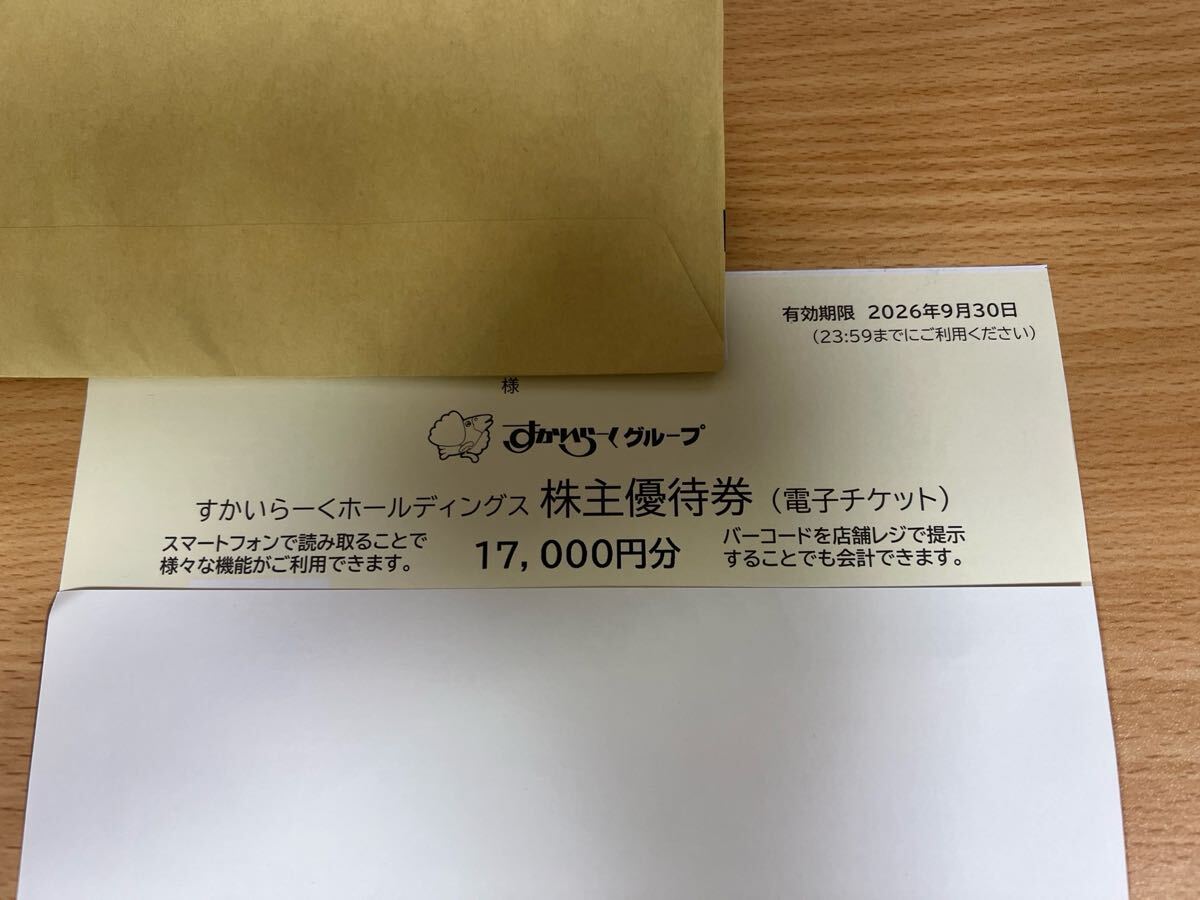 有効期限 2026年9月30日
(23:59までにご利用ください)
様
すかいらーくグループ
すかいらーくホールディングス 株主優待券（電子チケット）
スマートフォンで読み取ることで
様々な機能がご利用できます。
17,000円分
バーコードを店舗レジで提示
することでも会計できます。